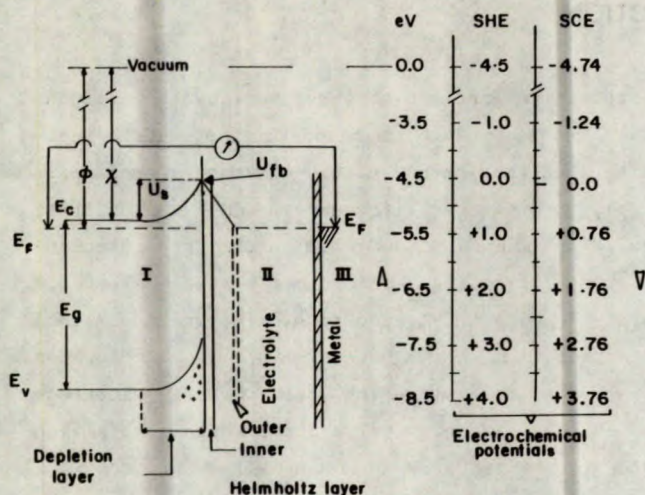 eV SHE SCE
Vacuum 0.0 -4.5 -4.74
-3.5 -1.0 -1.24
ϕ χ U_s U_fb -4.5 0.0 0.0
E_c
E_F E_F -5.5 +1.0 +0.76
I II III Δ -6.5 +2.0 +1.76 ∇
E_g
Electrolyte
Metal
-7.5 +3.0 +2.76
E_v -8.5 +4.0 +3.76
Outer
Inner
Electrochemical
potentials
Depletion
layer
Helmholtz layer